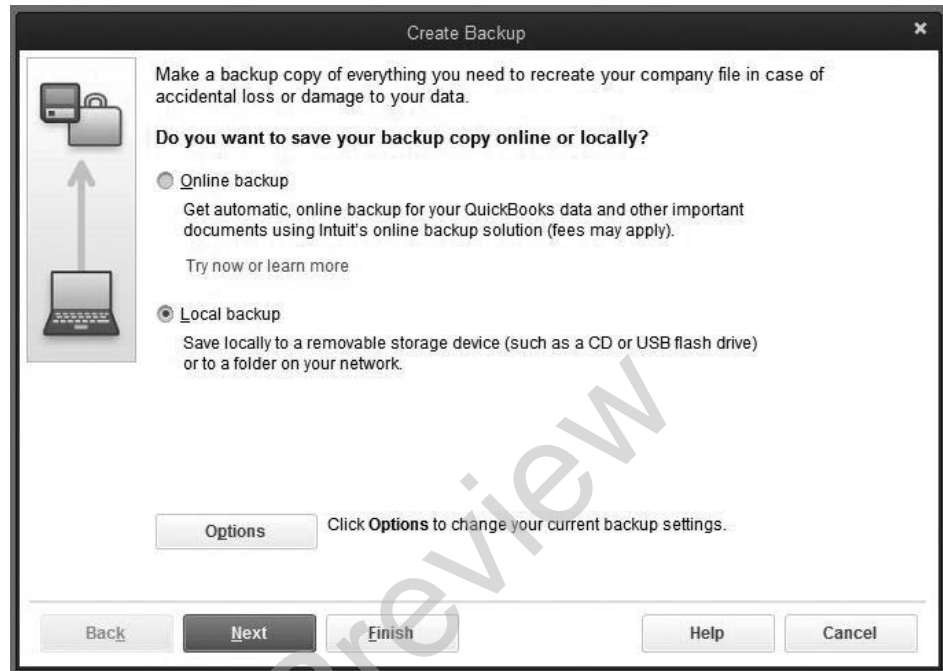 Create Backup
Make a backup copy of everything you need to recreate your company file in case of
accidental loss or damage to your data.
Do you want to save your backup copy online or locally?
Online backup
Get automatic, online backup for your QuickBooks data and other important
documents using Intuit's online backup solution (fees may apply).
Try now or learn more
Local backup
Save locally to a removable storage device (such as a CD or USB flash drive)
or to a folder on your network.
Options Click Options to change your current backup settings.
Back Next Finish Help Cancel
Preview